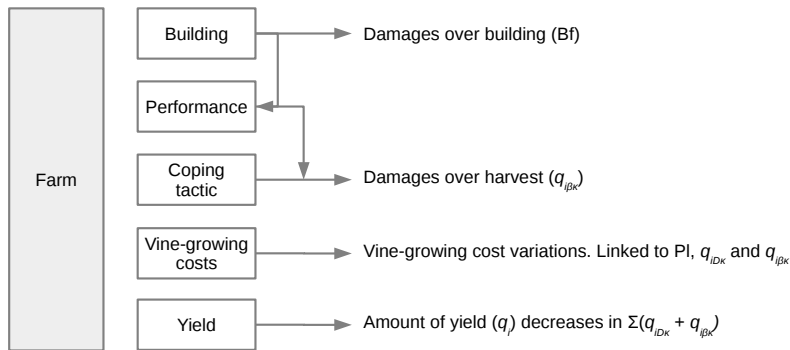 Building
Damages over building (Bf)
Performance
Farm
Coping
tactic
Damages over harvest (qiβκ)
Vine-growing
costs
Vine-growing cost variations. Linked to Pl, qiDκ and qiβκ
Yield
Amount of yield (qi) decreases in Σ(qiDκ + qiβκ)